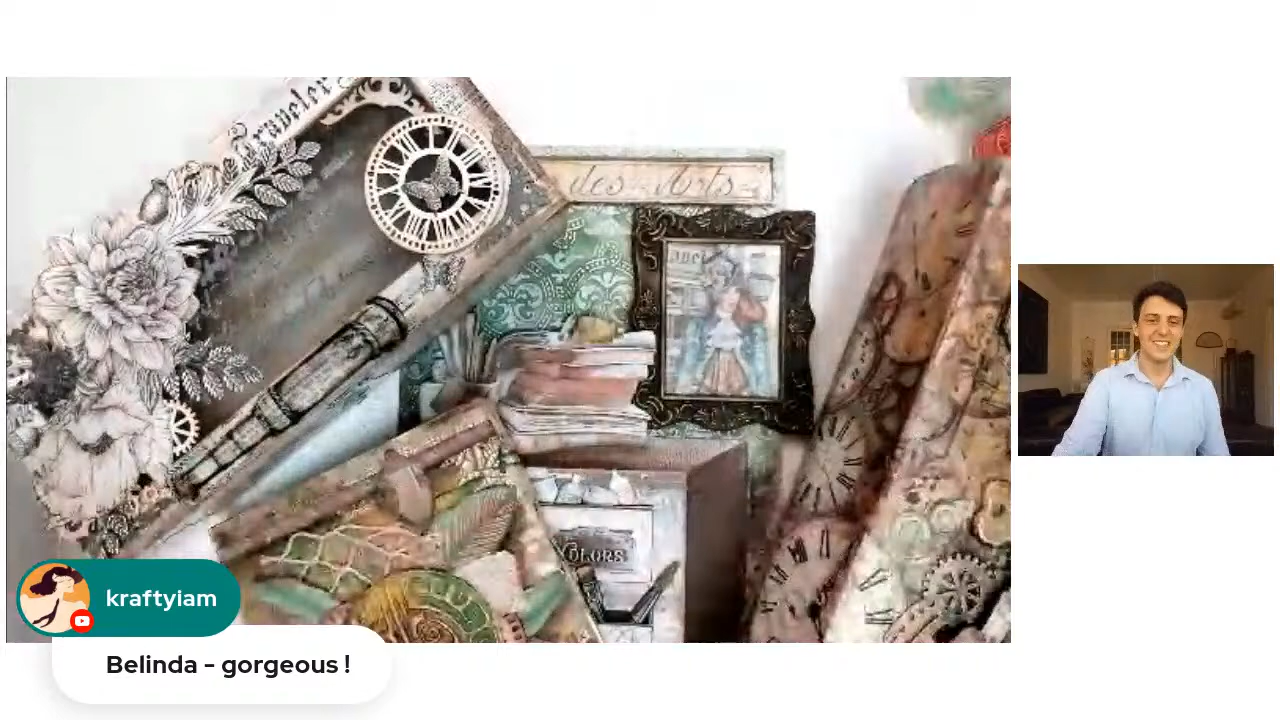 Traveler
des Arts
COLORS
kraftyiam
Belinda - gorgeous !